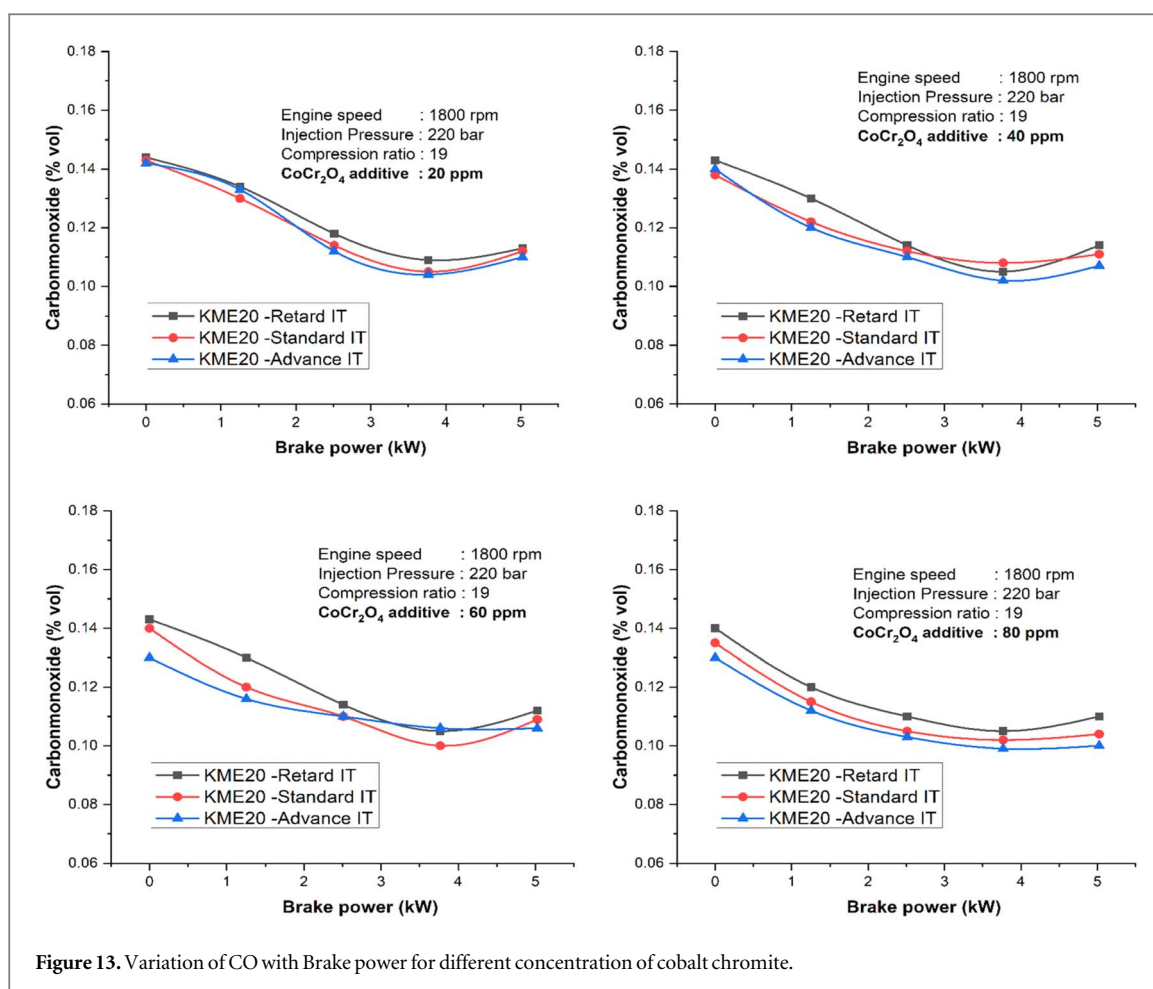 0.18
0.16
0.14
0.12
0.10
0.08
0.06
Carbonmonoxide (% vol)
Engine speed : 1800 rpm
Injection Pressure : 220 bar
Compression ratio : 19
CoCr₂O₄ additive : 20 ppm
KME20 -Retard IT
KME20 -Standard IT
KME20 -Advance IT
0 1 2 3 4 5
Brake power (kW)
0.18
0.16
0.14
0.12
0.10
0.08
0.06
Carbonmonoxide (% vol)
Engine speed : 1800 rpm
Injection Pressure : 220 bar
Compression ratio : 19
CoCr₂O₄ additive : 40 ppm
KME20 -Retard IT
KME20 -Standard IT
KME20 -Advance IT
0 1 2 3 4 5
Brake power (kW)
0.18
0.16
0.14
0.12
0.10
0.08
0.06
Carbonmonoxide (% vol)
Engine speed : 1800 rpm
Injection Pressure : 220 bar
Compression ratio : 19
CoCr₂O₄ additive : 60 ppm
KME20 -Retard IT
KME20 -Standard IT
KME20 -Advance IT
0 1 2 3 4 5
Brake power (kW)
0.18
0.16
0.14
0.12
0.10
0.08
0.06
Carbonmonoxide (% vol)
Engine speed : 1800 rpm
Injection Pressure : 220 bar
Compression ratio : 19
CoCr₂O₄ additive : 80 ppm
KME20 -Retard IT
KME20 -Standard IT
KME20 -Advance IT
0 1 2 3 4 5
Brake power (kW)
Figure 13. Variation of CO with Brake power for different concentration of cobalt chromite.